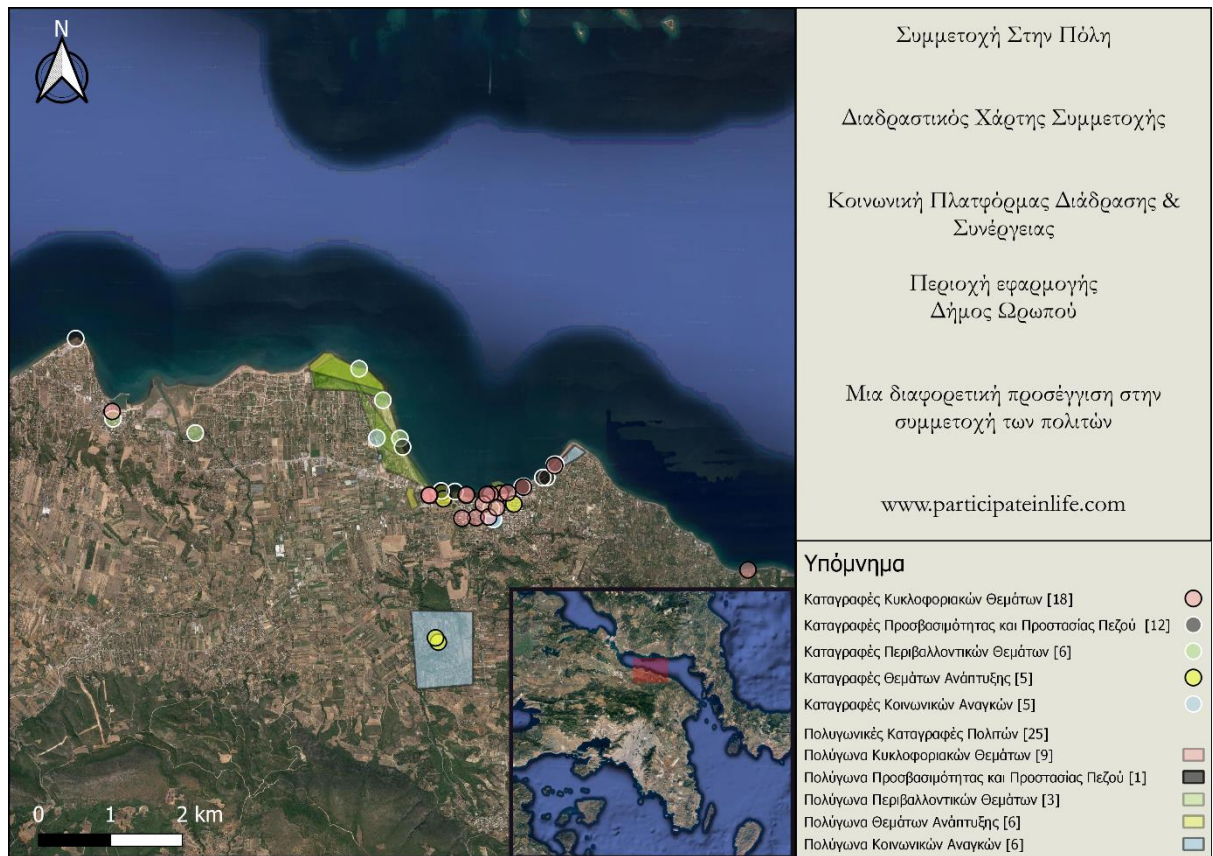 N
Συμμετοχή Στην Πόλη
Διαδραστικός Χάρτης Συμμετοχής
Κοινωνική Πλατφόρμας Διάδρασης &
Συνέργειας
Περιοχή εφαρμογής
Δήμος Ωρωπού
Μια διαφορετική προσέγγιση στην
συμμετοχή των πολιτών
www.participateinlife.com
Υπόμνημα
Καταγραφές Κυκλοφοριακών Θεμάτων [18]
Καταγραφές Προσβασιμότητας και Προστασίας Πεζού [12]
Καταγραφές Περιβαλλοντικών Θεμάτων [6]
Καταγραφές Θεμάτων Ανάπτυξης [5]
Καταγραφές Κοινωνικών Αναγκών [5]
Πολυγωνικές Καταγραφές Πολιτών [25]
Πολύγωνα Κυκλοφοριακών Θεμάτων [9]
Πολύγωνα Προσβασιμότητας και Προστασίας Πεζού [1]
Πολύγωνα Περιβαλλοντικών Θεμάτων [3]
Πολύγωνα Θεμάτων Ανάπτυξης [6]
Πολύγωνα Κοινωνικών Αναγκών [6]
0 1 2 km